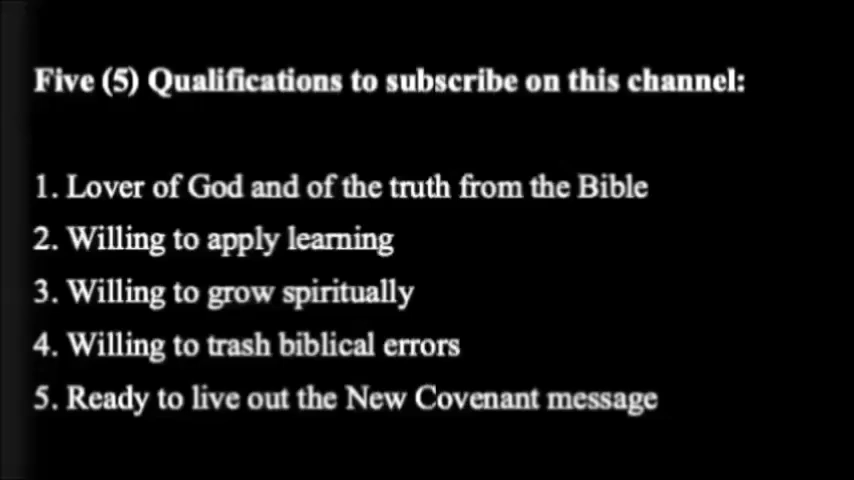 Five (5) Qualifications to subscribe on this channel:
1. Lover of God and of the truth from the Bible
2. Willing to apply learning
3. Willing to grow spiritually
4. Willing to trash biblical errors
5. Ready to live out the New Covenant message